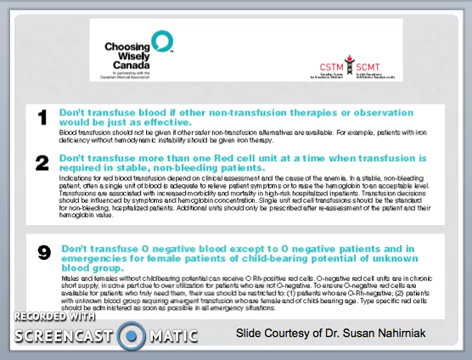 Choosing
Wisely
Canada
In partnership with the
Canadian Medical Association
CSTM SCMT
1 Don't transfuse blood if other non-transfusion therapies or observation
would be just as effective.
Blood transfusion should not be given if other safer non-transfusion alternatives are available. For example, patients with iron
deficiency without hemodynamic instability should be given iron therapy.
2 Don't transfuse more than one Red cell unit at a time when transfusion is
required in stable, non-bleeding patients.
Indications for red blood transfusion depend on clinical assessment and the cause of the anemia. In a stable, non-bleeding
patient, often a single unit of blood is adequate to relieve patient symptoms or to raise the hemoglobin to an acceptable level.
Transfusions are associated with increased morbidity and mortality in high-risk hospitalized inpatients. Transfusion decisions
should be influenced by symptoms and hemoglobin concentration. Single unit red cell transfusions should be the standard
for non-bleeding, hospitalized patients. Additional units should only be prescribed after re-assessment of the patient and their
hemoglobin value.
9 Don't transfuse O negative blood except to O negative patients and in
emergencies for female patients of child-bearing potential of unknown
blood group.
Males and females without childbearing potential can receive O Rh-positive red cells. O-negative red cell units are in chronic
short supply, in some part due to over utilization for patients who are not O-negative. To ensure O-negative red cells are
available for patients who truly need them, their use should be restricted to: (1) patients who are O-Rh-negative; (2) patients
with unknown blood group requiring emergent transfusion who are female and of child-bearing age. Type specific red cells
should be administered as soon as possible in all emergency situations.
RECORDED WITH
SCREENCAST MATIC
Slide Courtesy of Dr. Susan Nahirniak